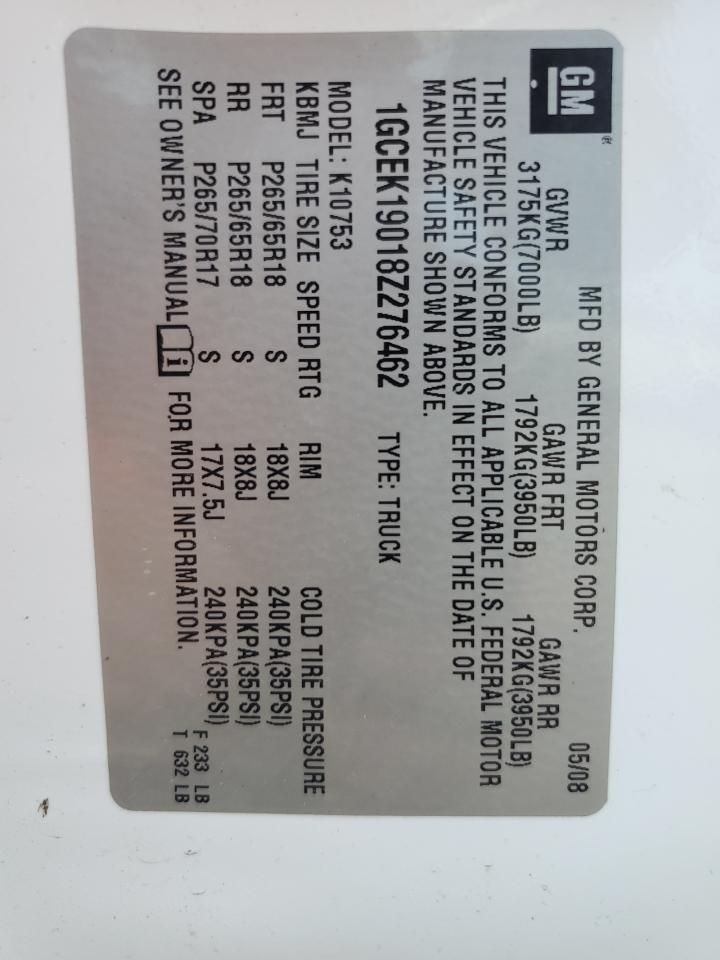 GM®
MFD BY GENERAL MOTORS CORP. 05/08
GVWR GAWR FRT GAWR RR
3175KG(7000LB) 1792KG(3950LB) 1792KG(3950LB)
THIS VEHICLE CONFORMS TO ALL APPLICABLE U.S. FEDERAL MOTOR
VEHICLE SAFETY STANDARDS IN EFFECT ON THE DATE OF
MANUFACTURE SHOWN ABOVE.
1GCEK19018Z276462 TYPE: TRUCK
MODEL: K10753
KBMJ TIRE SIZE SPEED RTG RIM COLD TIRE PRESSURE
FRT P265/65R18 S 18X8J 240KPA(35PSI)
RR P265/65R18 S 18X8J 240KPA(35PSI)
SPA P265/70R17 S 17X7.5J 240KPA(35PSI) F 233 LB
SEE OWNER'S MANUAL i FOR MORE INFORMATION. T 632 LB